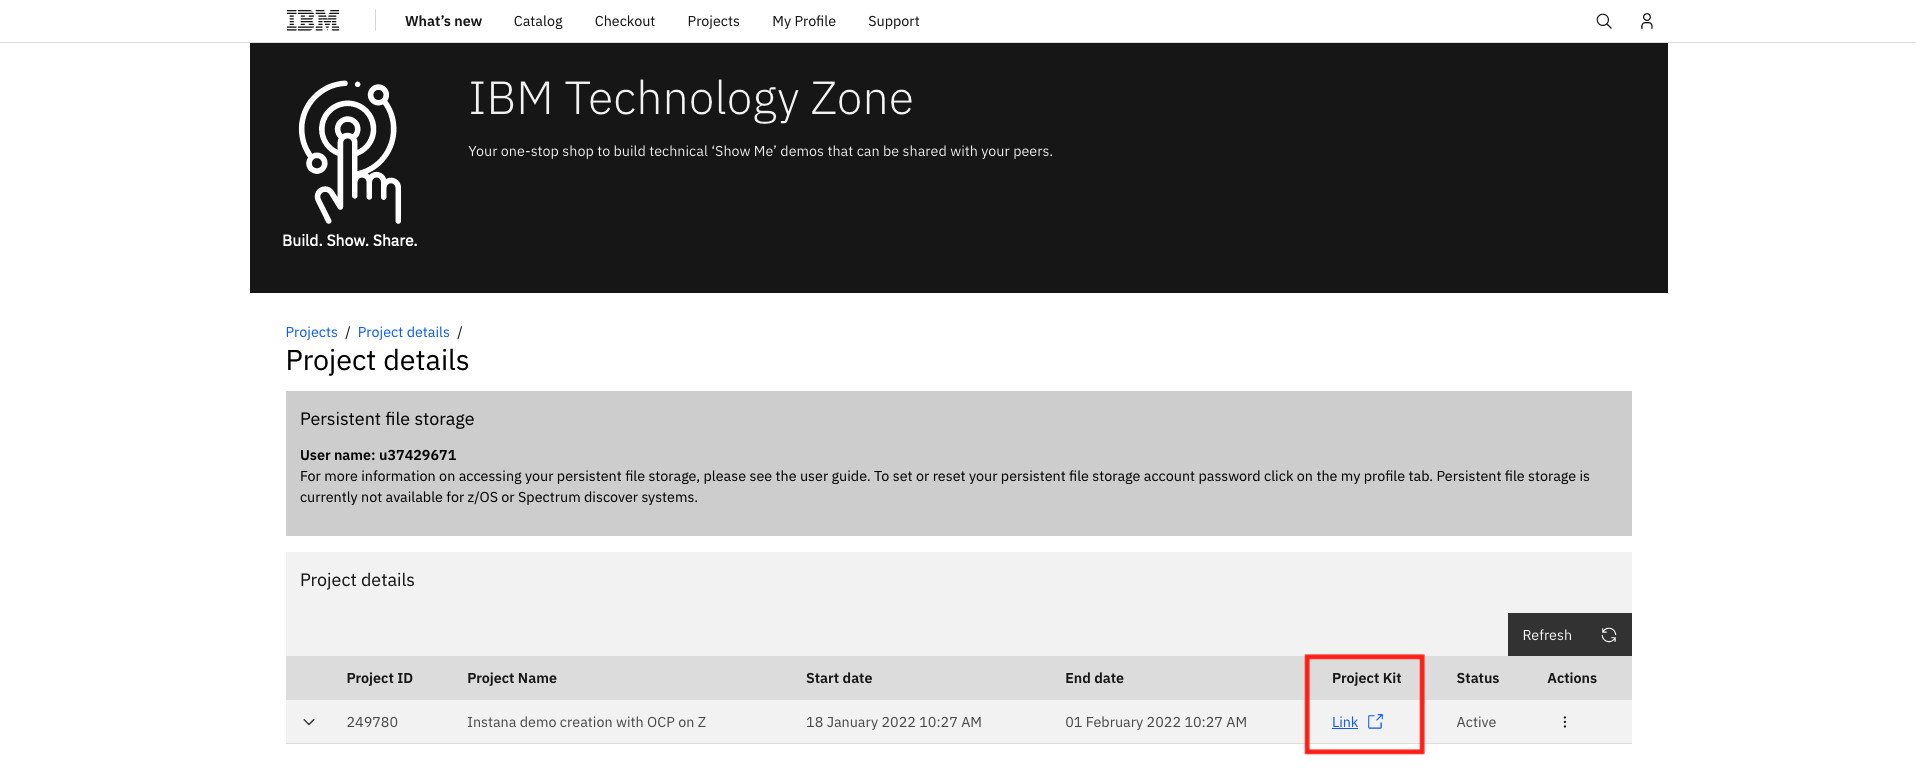 IBM What’s new Catalog Checkout Projects My Profile Support
IBM Technology Zone
Your one-stop shop to build technical ‘Show Me’ demos that can be shared with your peers.
Build. Show. Share.
Projects / Project details /
Project details
Persistent file storage
User name: u37429671
For more information on accessing your persistent file storage, please see the user guide. To set or reset your persistent file storage account password click on the my profile tab. Persistent file storage is
currently not available for z/OS or Spectrum discover systems.
Project details
Refresh
Project ID Project Name Start date End date Project Kit Status Actions
249780 Instana demo creation with OCP on Z 18 January 2022 10:27 AM 01 February 2022 10:27 AM Link Active